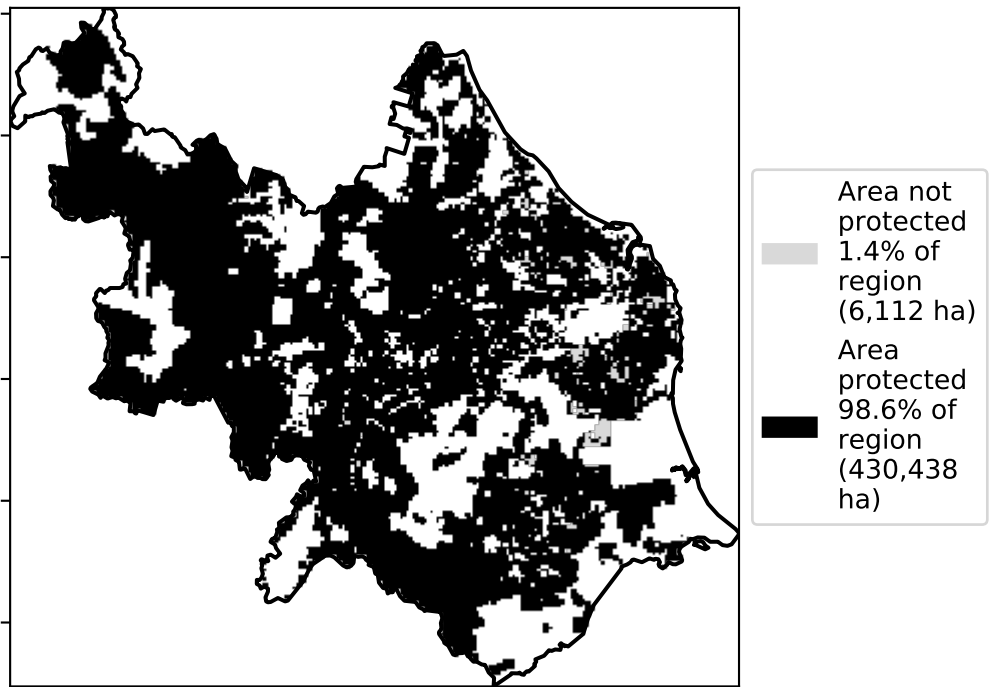 Area not
protected
1.4% of
region
(6,112 ha)
Area
protected
98.6% of
region
(430,438
ha)